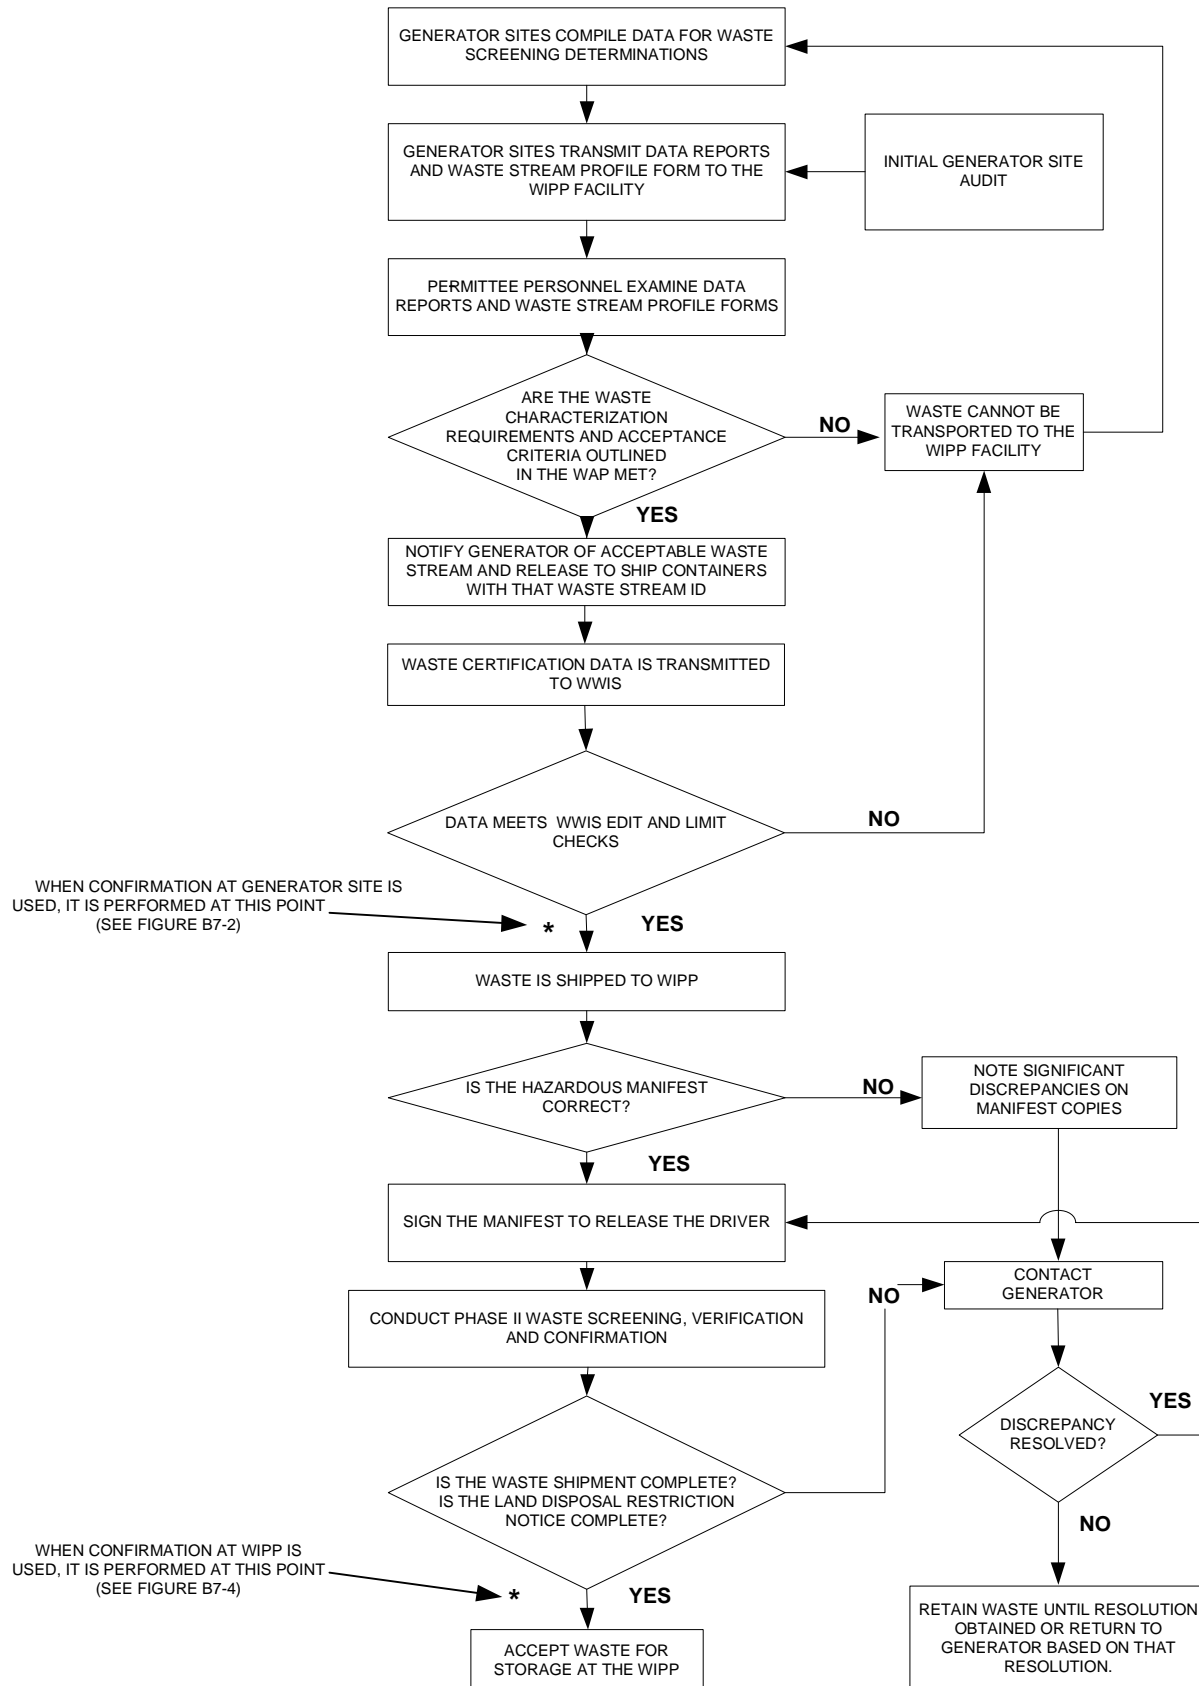 GENERATOR SITES COMPILE DATA FOR WASTE
SCREENING DETERMINATIONS
GENERATOR SITES TRANSMIT DATA REPORTS
AND WASTE STREAM PROFILE FORM TO THE
WIPP FACILITY
INITIAL GENERATOR SITE
AUDIT
PERMITTEE PERSONNEL EXAMINE DATA
REPORTS AND WASTE STREAM PROFILE FORMS
ARE THE WASTE
CHARACTERIZATION
REQUIREMENTS AND ACCEPTANCE
CRITERIA OUTLINED
IN THE WAP MET?
NO
WASTE CANNOT BE
TRANSPORTED TO THE
WIPP FACILITY
YES
NOTIFY GENERATOR OF ACCEPTABLE WASTE
STREAM AND RELEASE TO SHIP CONTAINERS
WITH THAT WASTE STREAM ID
WASTE CERTIFICATION DATA IS TRANSMITTED
TO WWIS
DATA MEETS WWIS EDIT AND LIMIT
CHECKS
NO
WHEN CONFIRMATION AT GENERATOR SITE IS
USED, IT IS PERFORMED AT THIS POINT
(SEE FIGURE B7-2)
*
YES
WASTE IS SHIPPED TO WIPP
IS THE HAZARDOUS MANIFEST
CORRECT?
NO
NOTE SIGNIFICANT
DISCREPANCIES ON
MANIFEST COPIES
YES
SIGN THE MANIFEST TO RELEASE THE DRIVER
CONTACT
GENERATOR
NO
CONDUCT PHASE II WASTE SCREENING, VERIFICATION
AND CONFIRMATION
DISCREPANCY
RESOLVED?
YES
IS THE WASTE SHIPMENT COMPLETE?
IS THE LAND DISPOSAL RESTRICTION
NOTICE COMPLETE?
NO
WHEN CONFIRMATION AT WIPP IS
USED, IT IS PERFORMED AT THIS POINT
(SEE FIGURE B7-4)
*
YES
ACCEPT WASTE FOR
STORAGE AT THE WIPP
RETAIN WASTE UNTIL RESOLUTION
OBTAINED OR RETURN TO
GENERATOR BASED ON THAT
RESOLUTION.